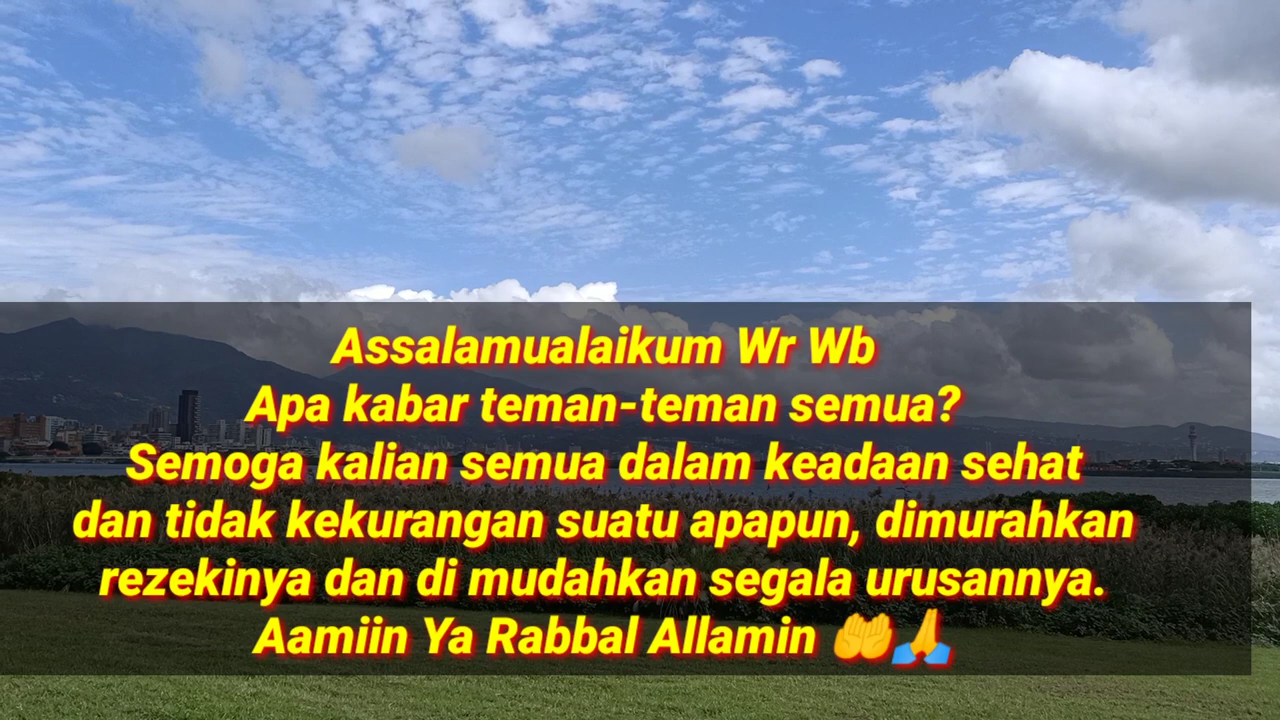 Assalamualaikum Wr Wb
Apa kabar teman-teman semua?
Semoga kalian semua dalam keadaan sehat
dan tidak kekurangan suatu apapun, dimurahkan
rezekinya dan di mudahkan segala urusannya.
Aamiin Ya Rabbal Allamin 🤲🙏